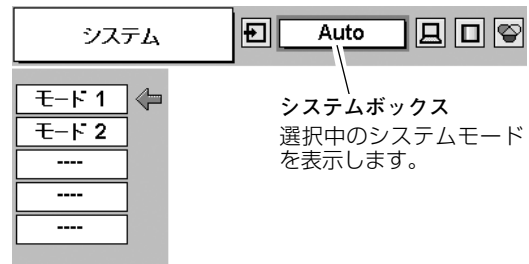 システム
Auto
モード 1
モード 2
----
----
----
システムボックス
選択中のシステムモード
を表示します。